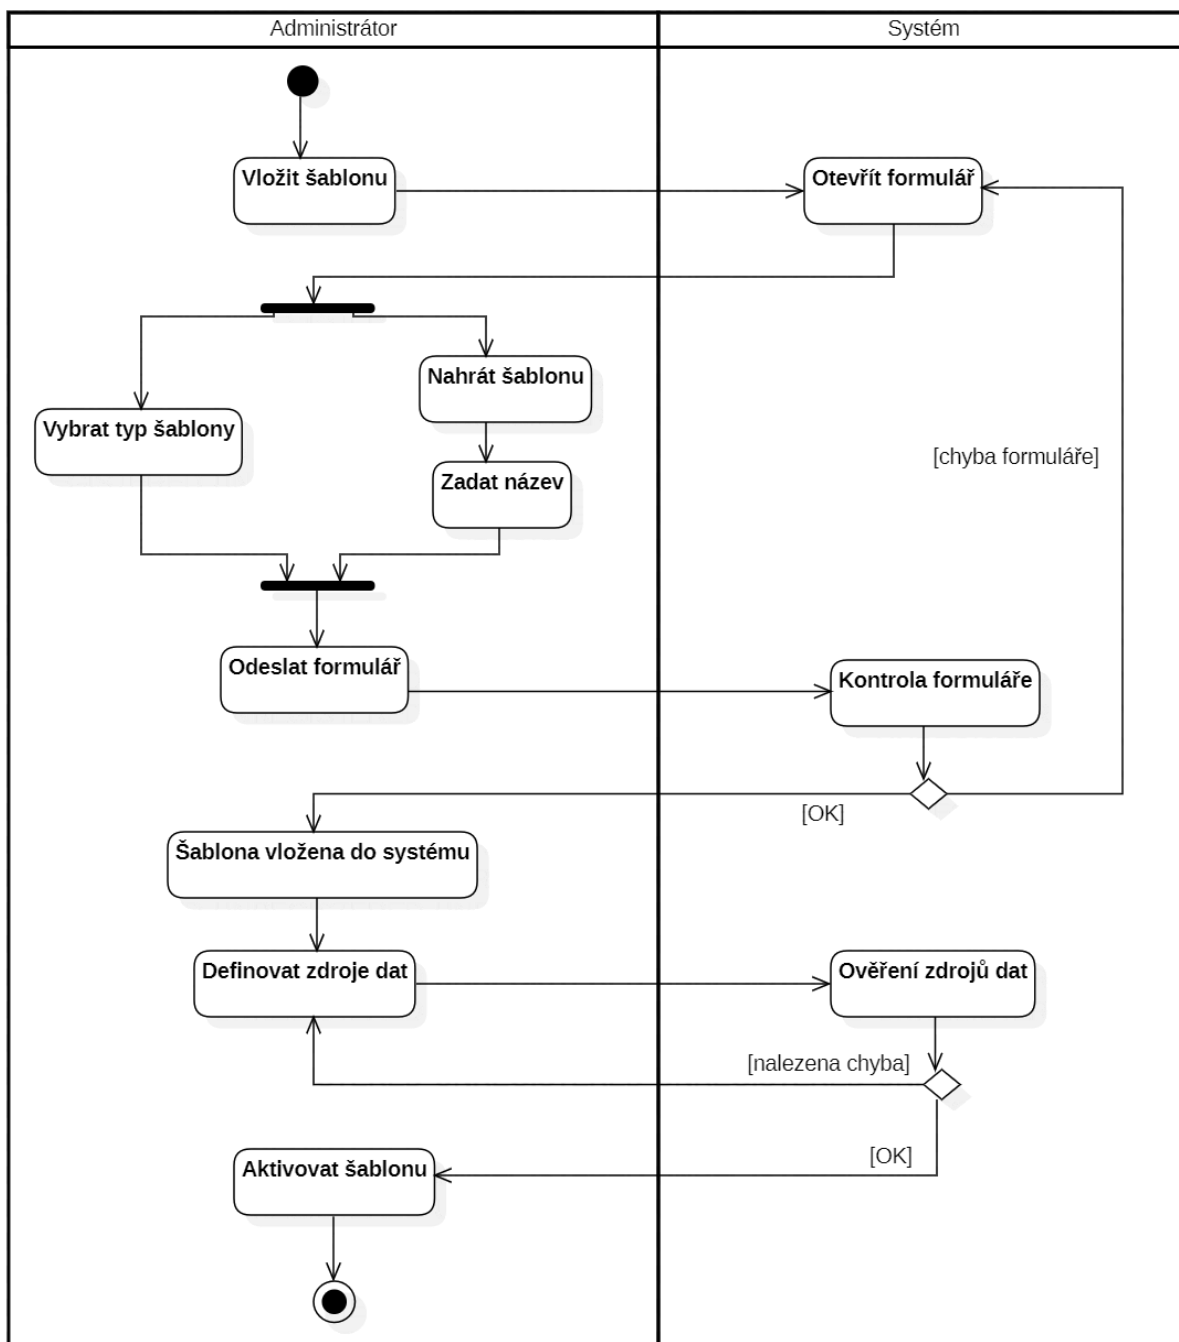 Administrátor
Systém
Vložit šablonu
Otevřít formulář
Nahrát šablonu
Vybrat typ šablony
[chyba formuláře]
Zadat název
Odeslat formulář
Kontrola formuláře
[OK]
Šablona vložena do systému
Definovat zdroje dat
Ověření zdrojů dat
[nalezena chyba]
[OK]
Aktivovat šablonu